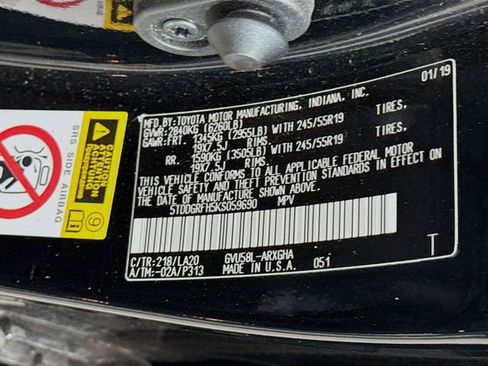 01/19
MFD.BY:TOYOTA MOTOR MANUFACTURING, INDIANA, INC.
GVWR:2840KG (6260LB)
GAWR:FRT. 1345KG (2955LB) WITH 245/55R19 TIRES.
19X7.5J RIMS
RR. 1590KG (3505LB) WITH 245/55R19 TIRES.
19X7.5J RIMS
THIS VEHICLE CONFORMS TO ALL APPLICABLE FEDERAL MOTOR
VEHICLE SAFETY AND THEFT PREVENTION STANDARDS IN EFFECT ON
THE DATE OF MANUFACTURE SHOWN ABOVE.
5TDDGRFH5KS059690 MPV
C/TR:218/LA20 GVU58L-ARXGHA
A/TM:-02A/P313 MADE IN U.S.A. 051
T
SRS SIDE AIRBAG
9